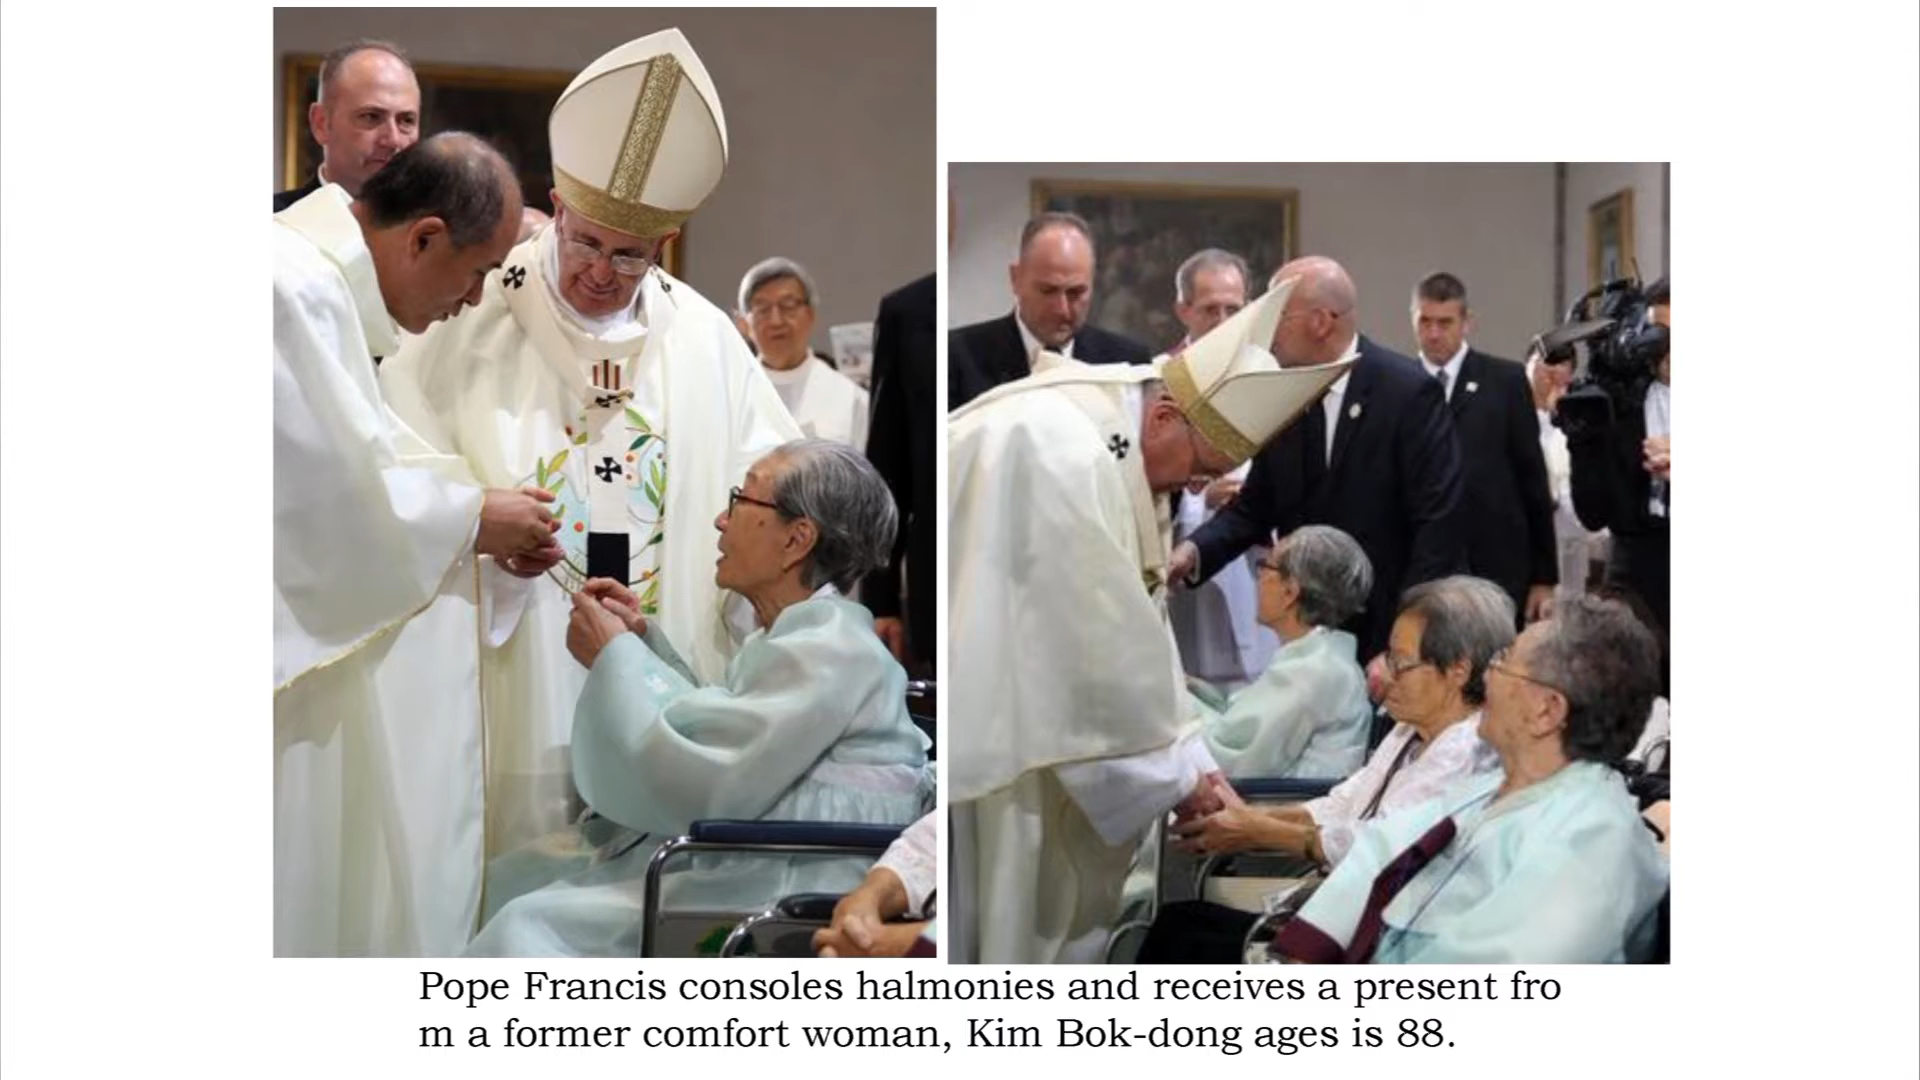 Pope Francis consoles halmonies and receives a present fro
m a former comfort woman, Kim Bok-dong ages is 88.